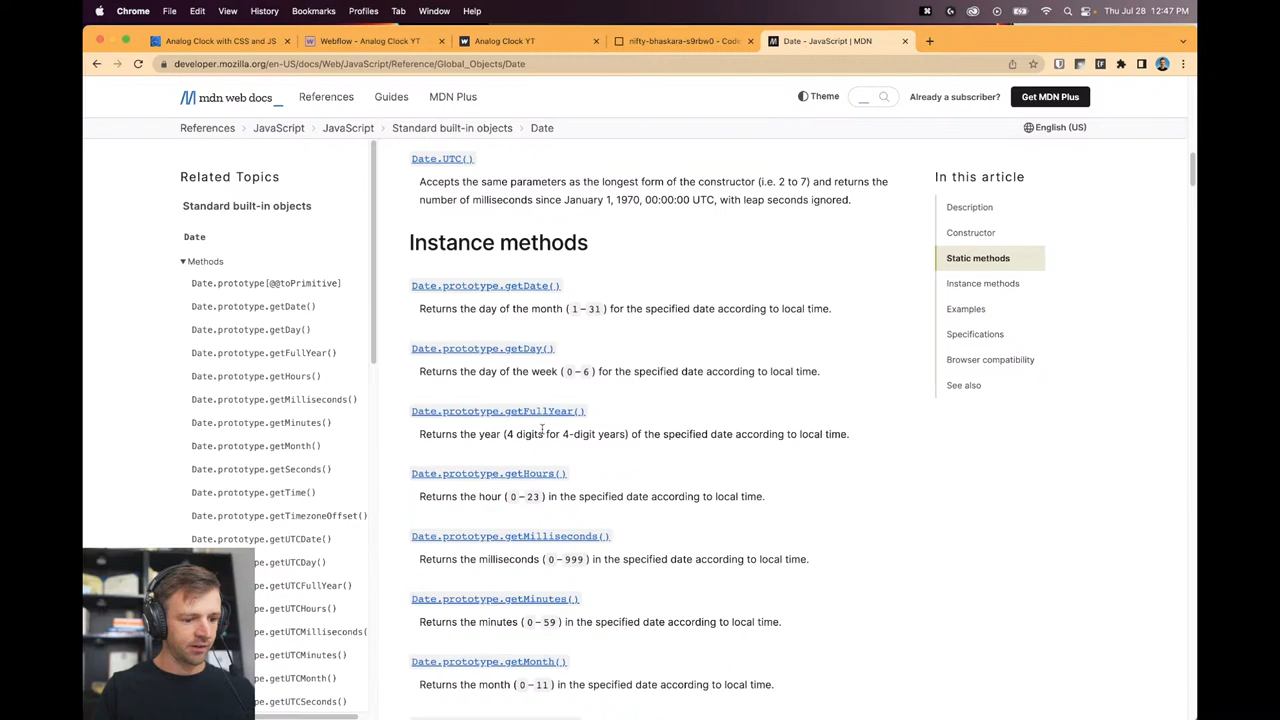 Chrome File Edit View History Bookmarks Profiles Tab Window Help Thu Jul 28 12:47 PM
Analog Clock with CSS and JS Webflow - Analog Clock YT Analog Clock YT nifty-bhaskara-s9rbw0 - Code Date - JavaScript | MDN
developer.mozilla.org/en-US/docs/Web/JavaScript/Reference/Global_Objects/Date
mdn web docs_ References Guides MDN Plus Theme Already a subscriber? Get MDN Plus
References JavaScript JavaScript Standard built-in objects Date English (US)
Related Topics
Standard built-in objects
Date
Methods
Date.prototype[@@toPrimitive]
Date.prototype.getDate()
Date.prototype.getDay()
Date.prototype.getFullYear()
Date.prototype.getHours()
Date.prototype.getMilliseconds()
Date.prototype.getMinutes()
Date.prototype.getMonth()
Date.prototype.getSeconds()
Date.prototype.getTime()
Date.prototype.getTimezoneOffset()
Date.prototype.getUTCDate()
ype.getUTCDay()
ype.getUTCFullYear()
ype.getUTCHours()
ype.getUTCMilliseconds(
ype.getUTCMinutes()
ype.getUTCMonth()
ype.getUTCSeconds()
Date.UTC()
Accepts the same parameters as the longest form of the constructor (i.e. 2 to 7) and returns the
number of milliseconds since January 1, 1970, 00:00:00 UTC, with leap seconds ignored.
Instance methods
Date.prototype.getDate()
Returns the day of the month (1–31) for the specified date according to local time.
Date.prototype.getDay()
Returns the day of the week (0–6) for the specified date according to local time.
Date.prototype.getFullYear()
Returns the year (4 digits for 4-digit years) of the specified date according to local time.
Date.prototype.getHours()
Returns the hour (0–23) in the specified date according to local time.
Date.prototype.getMilliseconds()
Returns the milliseconds (0–999) in the specified date according to local time.
Date.prototype.getMinutes()
Returns the minutes (0–59) in the specified date according to local time.
Date.prototype.getMonth()
Returns the month (0–11) in the specified date according to local time.
In this article
Description
Constructor
Static methods
Instance methods
Examples
Specifications
Browser compatibility
See also